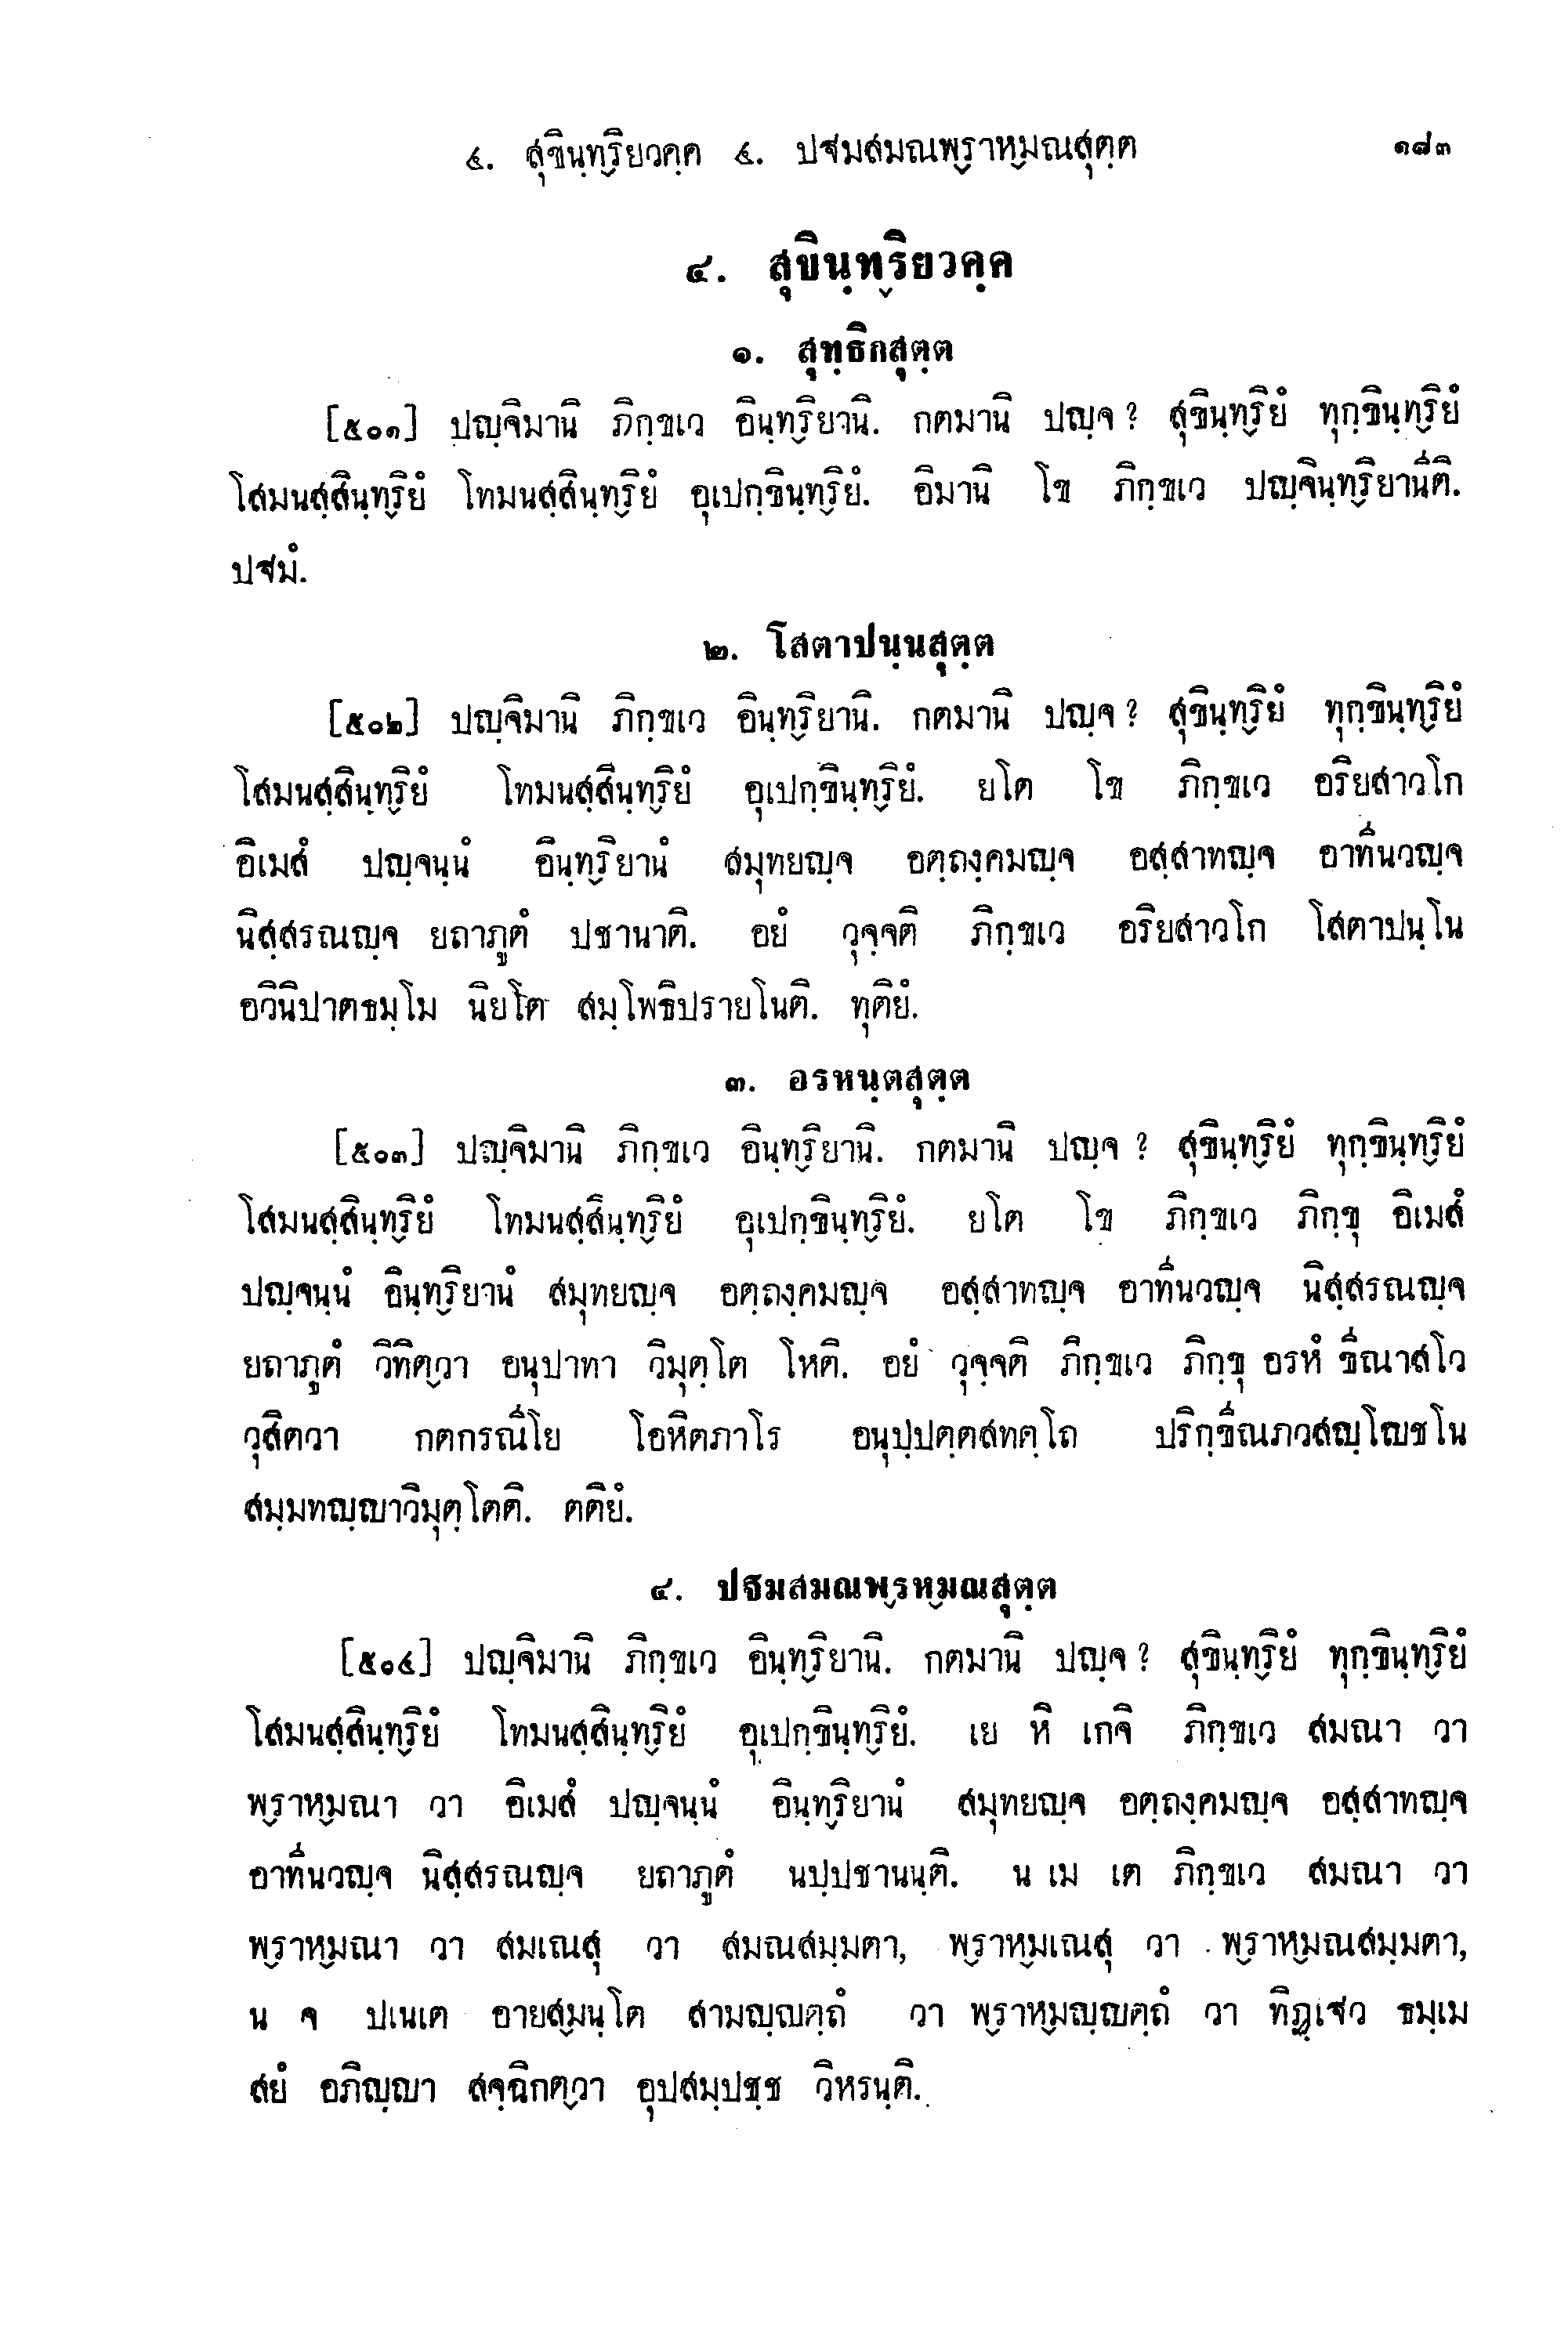 ๔. สุขินฺทฺริยวคฺค ๔. ปฐมสมณพฺราหฺมณสุตฺต ๑๘๓
๔. สุขินฺทฺริยวคฺค
๑. สุทฺธิกสุตฺต
[๕๐๑] ปญฺจิมานิ ภิกฺขเว อินฺทฺริยานิ. กตมานิ ปญฺจ ? สุขินฺทฺริยํ ทุกฺขินฺทฺริยํ
โสมนสฺสินฺทฺริยํ โทมนสฺสินฺทฺริยํ อุเปกฺขินฺทฺริยํ. อิมานิ โข ภิกฺขเว ปญฺจินฺทฺริยานีติ.
ปฐมํ.
๒. โสตาปนฺนสุตฺต
[๕๐๒] ปญฺจิมานิ ภิกฺขเว อินฺทฺริยานิ. กตมานิ ปญฺจ ? สุขินฺทฺริยํ ทุกฺขินฺทฺริยํ
โสมนสฺสินฺทฺริยํ โทมนสฺสินฺทฺริยํ อุเปกฺขินฺทฺริยํ. ยโต โข ภิกฺขเว อริยสาวโก
อิเมสํ ปญฺจนฺนํ อินฺทฺริยานํ สมุทยญฺจ อตฺถงฺคมญฺจ อสฺสาทญฺจ อาทีนวญฺจ
นิสฺสรณญฺจ ยถาภูตํ ปชานาติ. อยํ วุจฺจติ ภิกฺขเว อริยสาวโก โสตาปนฺโน
อวินิปาตธมฺโม นิยโต สมฺโพธิปรายโนติ. ทุติยํ.
๓. อรหนฺตสุตฺต
[๕๐๓] ปญฺจิมานิ ภิกฺขเว อินฺทฺริยานิ. กตมานิ ปญฺจ ? สุขินฺทฺริยํ ทุกฺขินฺทฺริยํ
โสมนสฺสินฺทฺริยํ โทมนสฺสินฺทฺริยํ อุเปกฺขินฺทฺริยํ. ยโต โข ภิกฺขเว ภิกฺขุ อิเมสํ
ปญฺจนฺนํ อินฺทฺริยานํ สมุทยญฺจ อตฺถงฺคมญฺจ อสฺสาทญฺจ อาทีนวญฺจ นิสฺสรณญฺจ
ยถาภูตํ วิทิตฺวา อนุปาทา วิมุตฺโต โหติ. อยํ วุจฺจติ ภิกฺขเว ภิกฺขุ อรหํ ขีณาสโว
วุสิตวา กตกรณีโย โอหิตภาโร อนุปฺปตฺตสทตฺโถ ปริกฺขีณภวสญฺโญชโน
สมฺมทญฺญาวิมุตฺโตติ. ตติยํ.
๔. ปฐมสมณพฺรหฺมณสุตฺต
[๕๐๔] ปญฺจิมานิ ภิกฺขเว อินฺทฺริยานิ. กตมานิ ปญฺจ ? สุขินฺทฺริยํ ทุกฺขินฺทฺริยํ
โสมนสฺสินฺทฺริยํ โทมนสฺสินฺทฺริยํ อุเปกฺขินฺทฺริยํ. เย หิ เกจิ ภิกฺขเว สมณา วา
พฺราหฺมณา วา อิเมสํ ปญฺจนฺนํ อินฺทฺริยานํ สมุทยญฺจ อตฺถงฺคมญฺจ อสฺสาทญฺจ
อาทีนวญฺจ นิสฺสรณญฺจ ยถาภูตํ นปฺปชานนฺติ. น เม เต ภิกฺขเว สมณา วา
พฺราหฺมณา วา สมเณสุ วา สมณสมฺมตา, พฺราหฺมเณสุ วา พฺราหฺมณสมฺมตา,
น จ ปเนเต อายสฺมนฺโต สามญฺญตฺถํ วา พฺราหฺมญฺญตฺถํ วา ทิฏฺเฐว ธมฺเม
สยํ อภิญฺญา สจฺฉิกตฺวา อุปสมฺปชฺช วิหรนฺติ.